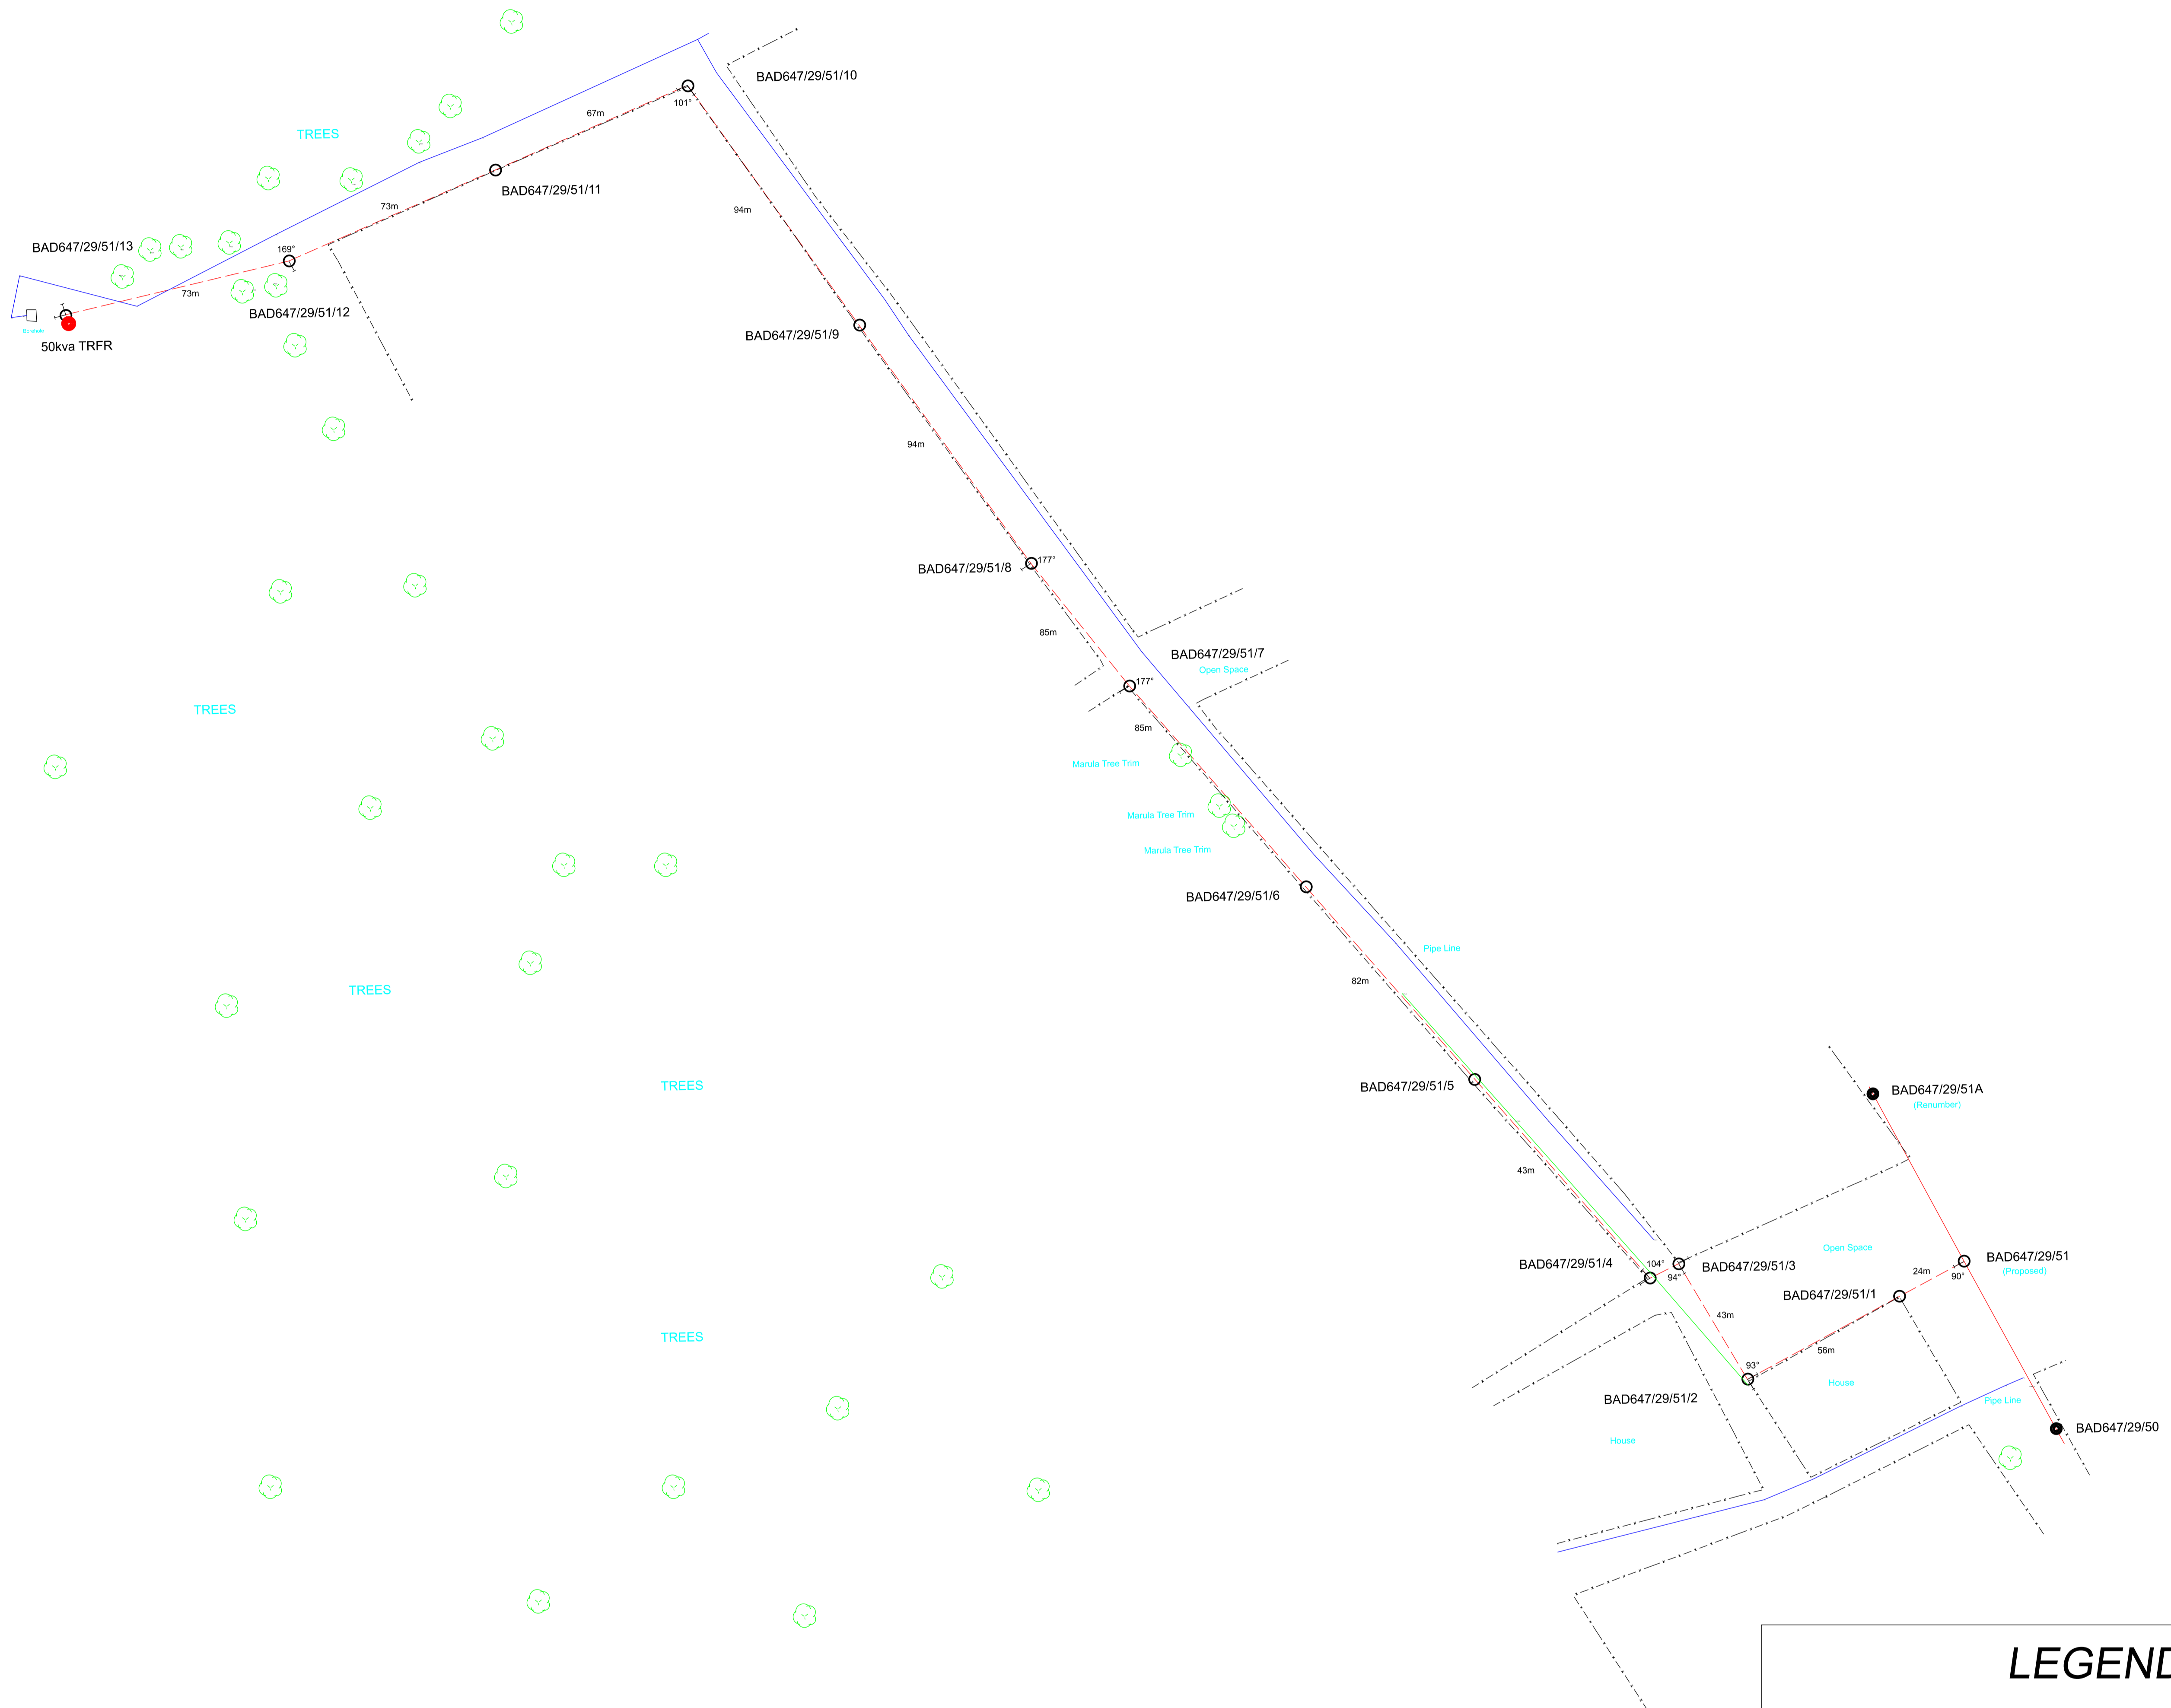 BAD647/29/51/10
101°
67m
TREES
BAD647/29/51/11
73m
94m
BAD647/29/51/13
169°
73m
BAD647/29/51/12
Borehole
50kva TRFR
BAD647/29/51/9
94m
177°
BAD647/29/51/8
85m
BAD647/29/51/7
Open Space
177°
TREES
85m
Marula Tree Trim
Marula Tree Trim
Marula Tree Trim
BAD647/29/51/6
Pipe Line
82m
TREES
TREES
BAD647/29/51/5
BAD647/29/51A
(Renumber)
43m
Open Space
BAD647/29/51
(Proposed)
BAD647/29/51/4
104°
94°
BAD647/29/51/3
24m
90°
BAD647/29/51/1
43m
TREES
56m
93°
House
BAD647/29/51/2
Pipe Line
BAD647/29/50
House
LEGEND